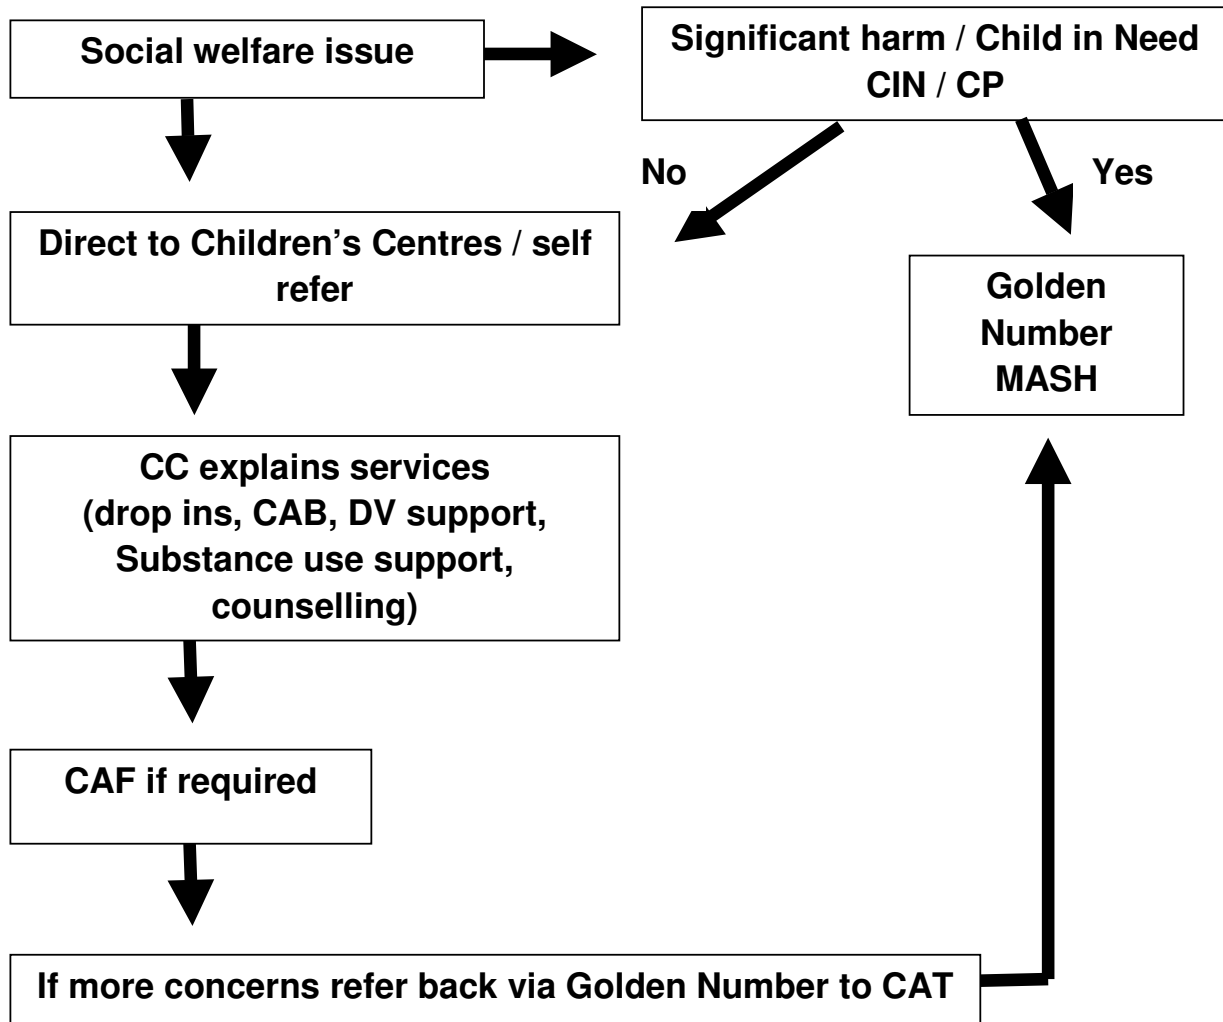 Social welfare issue
Significant harm / Child in Need
CIN / CP
No
Yes
Direct to Children’s Centres / self
refer
Golden
Number
MASH
CC explains services
(drop ins, CAB, DV support,
Substance use support,
counselling)
CAF if required
If more concerns refer back via Golden Number to CAT